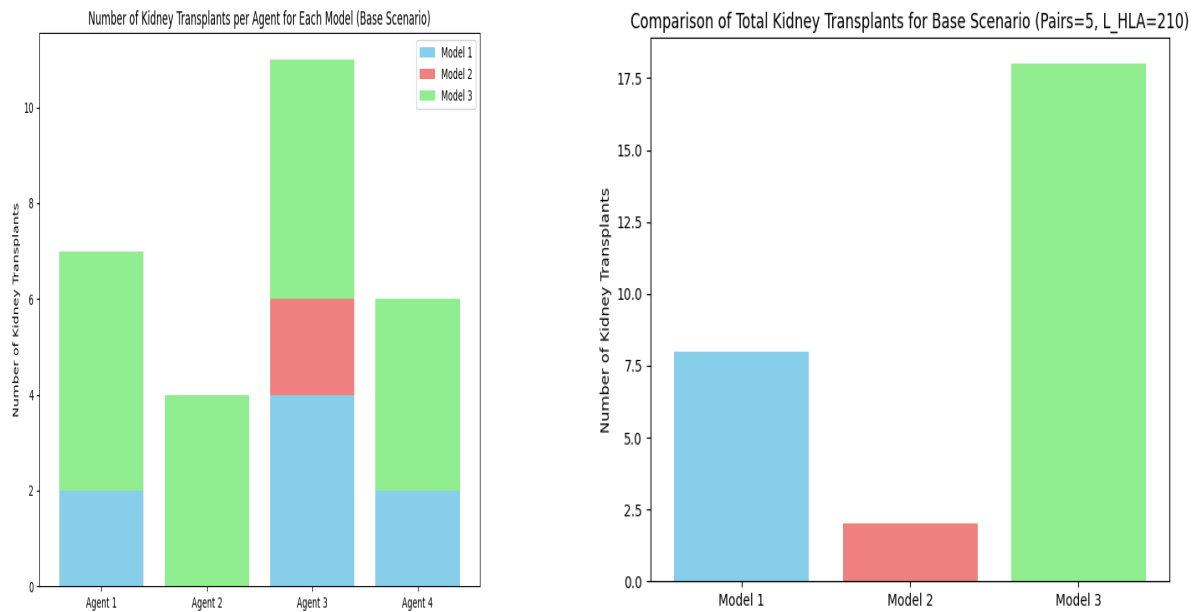 Number of Kidney Transplants per Agent for Each Model (Base Scenario)
Number of Kidney Transplants
10
8
6
4
2
0
Model 1
Model 2
Model 3
Agent 1
Agent 2
Agent 3
Agent 4
Comparison of Total Kidney Transplants for Base Scenario (Pairs=5, L_HLA=210)
Number of Kidney Transplants
17.5
15.0
12.5
10.0
7.5
5.0
2.5
0.0
Model 1
Model 2
Model 3